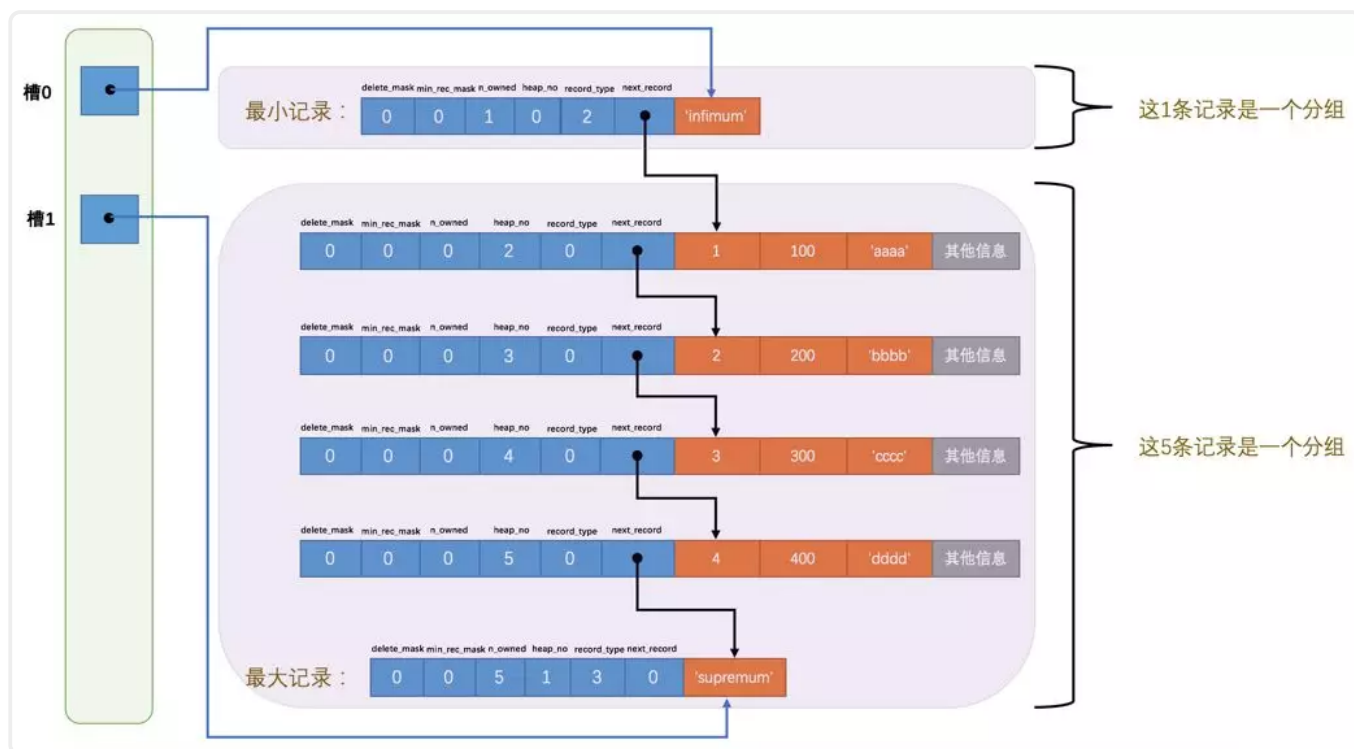 槽0
delete_mask min_rec_mask n_owned heap_no record_type next_record
最小记录： 0 0 1 0 2 'infimum'
这1条记录是一个分组
槽1
delete_mask min_rec_mask n_owned heap_no record_type next_record
0 0 0 2 0 1 100 'aaaa' 其他信息
delete_mask min_rec_mask n_owned heap_no record_type next_record
0 0 0 3 0 2 200 'bbbb' 其他信息
delete_mask min_rec_mask n_owned heap_no record_type next_record
0 0 0 4 0 3 300 'cccc' 其他信息
这5条记录是一个分组
delete_mask min_rec_mask n_owned heap_no record_type next_record
0 0 0 5 0 4 400 'dddd' 其他信息
delete_mask min_rec_mask n_owned heap_no record_type next_record
最大记录： 0 0 5 1 3 0 'supremum'